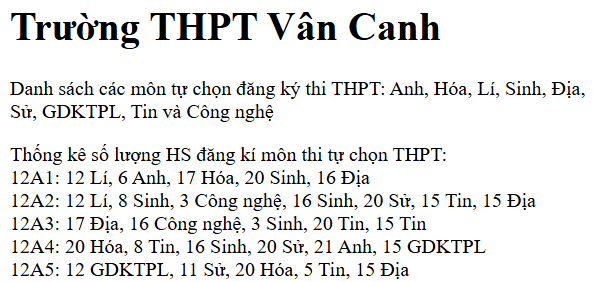 Trường THPT Vân Canh
Danh sách các môn tự chọn đăng ký thi THPT: Anh, Hóa, Lí, Sinh, Địa,
Sử, GDKTPL, Tin và Công nghệ
Thống kê số lượng HS đăng kí môn thi tự chọn THPT:
12A1: 12 Lí, 6 Anh, 17 Hóa, 20 Sinh, 16 Địa
12A2: 12 Lí, 8 Sinh, 3 Công nghệ, 16 Sinh, 20 Sử, 15 Tin, 15 Địa
12A3: 17 Địa, 16 Công nghệ, 3 Sinh, 20 Tin, 15 Tin
12A4: 20 Hóa, 8 Tin, 16 Sinh, 20 Sử, 21 Anh, 15 GDKTPL
12A5: 12 GDKTPL, 11 Sử, 20 Hóa, 5 Tin, 15 Địa